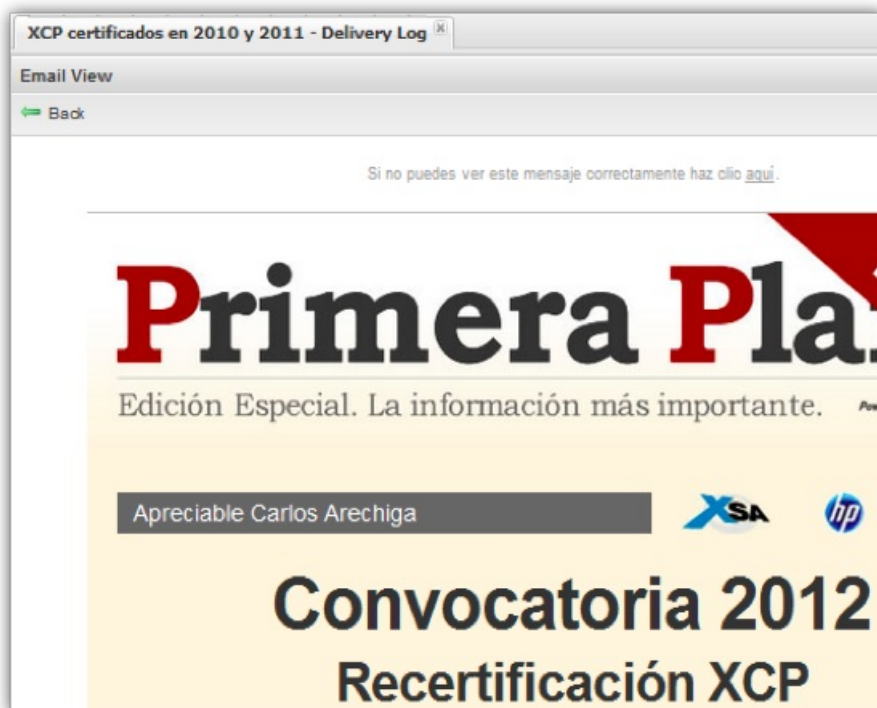 XCP certificados en 2010 y 2011 - Delivery Log
Email View
Back
Si no puedes ver este mensaje correctamente haz clic aquí.
Primera Pla
Edición Especial. La información más importante.
Apreciable Carlos Arechiga
XSA hp
Convocatoria 2012
Recertificación XCP